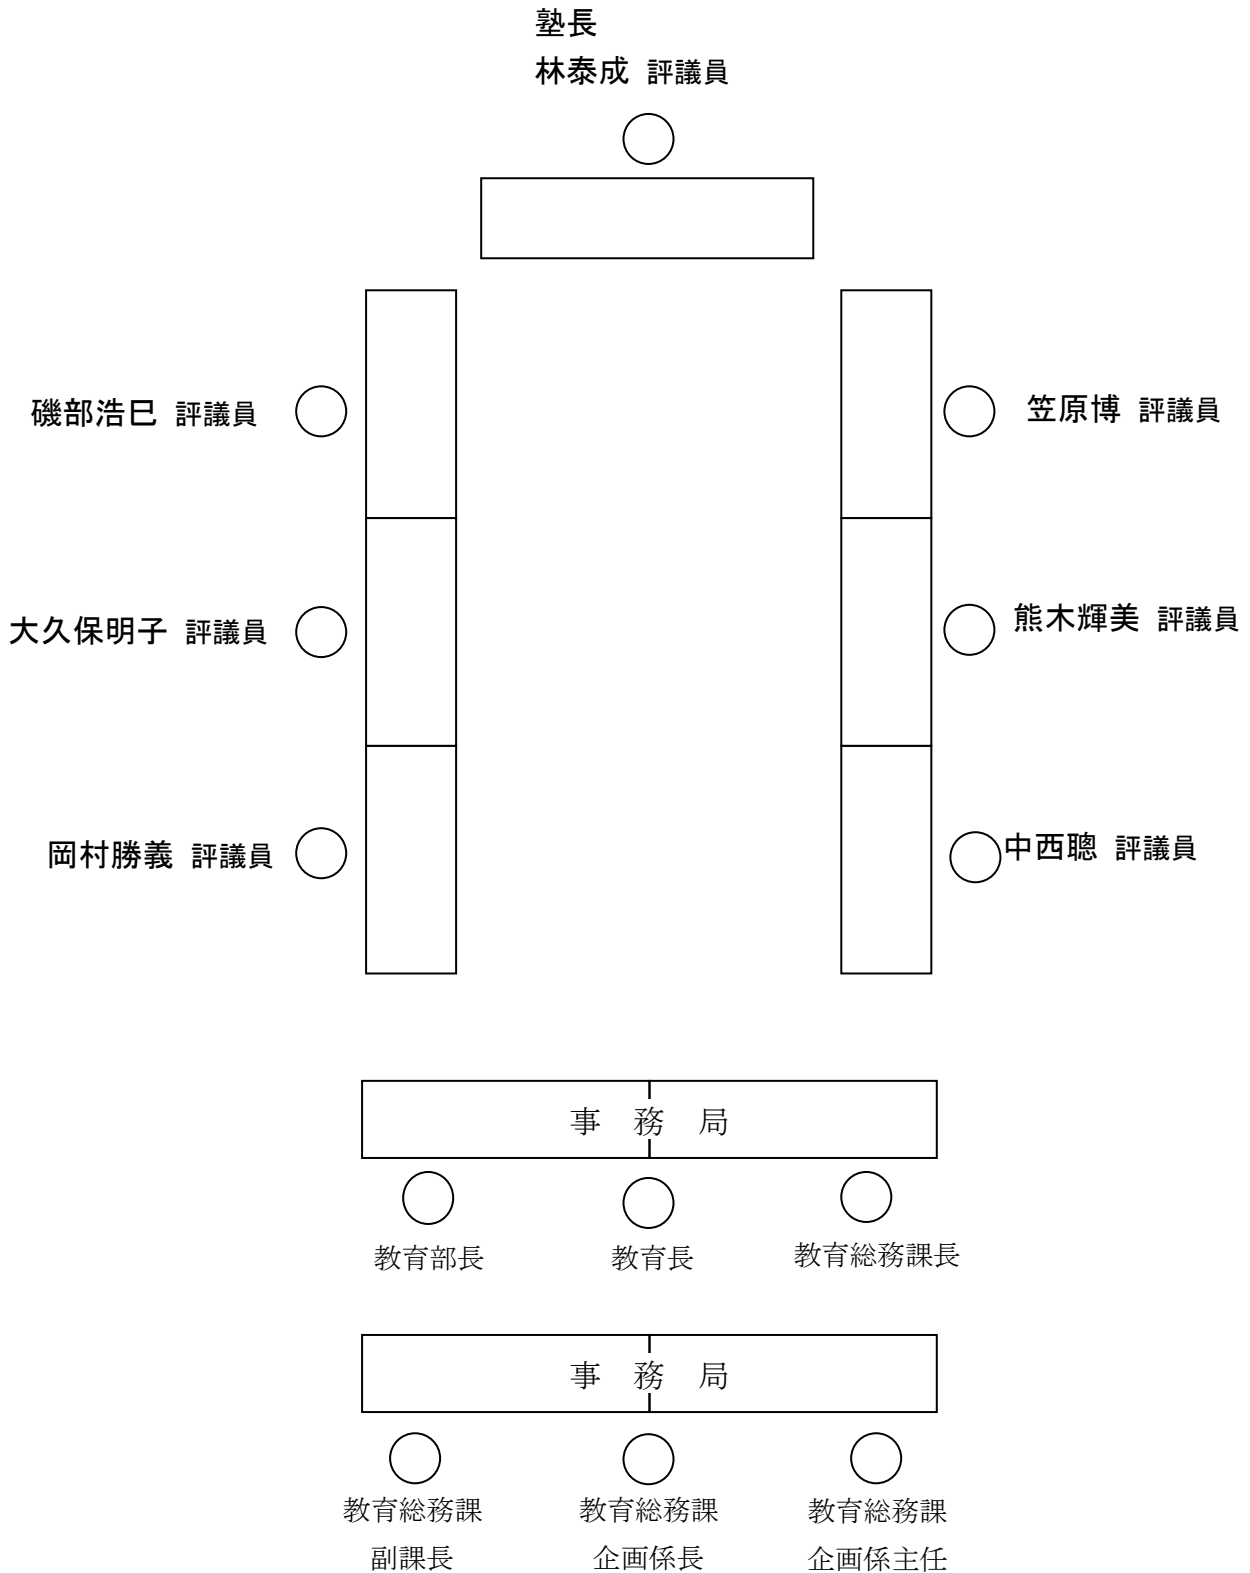 塾長
林泰成 評議員
磯部浩巳 評議員
笠原博 評議員
大久保明子 評議員
熊木輝美 評議員
岡村勝義 評議員
中西聰 評議員
事 務 局
教育部長
教育長
教育総務課長
事 務 局
教育総務課
副課長
教育総務課
企画係長
教育総務課
企画係主任